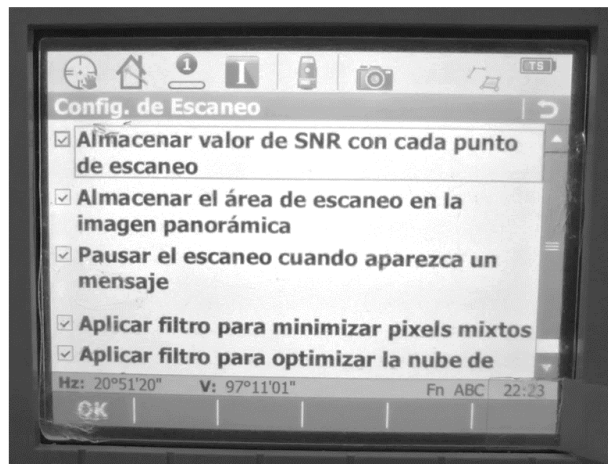 1
I
TS
Config. de Escaneo
Almacenar valor de SNR con cada punto
de escaneo
Almacenar el área de escaneo en la
imagen panorámica
Pausar el escaneo cuando aparezca un
mensaje
Aplicar filtro para minimizar pixels mixtos
Aplicar filtro para optimizar la nube de
Hz: 20°51'20" V: 97°11'01" Fn ABC 22:23
OK